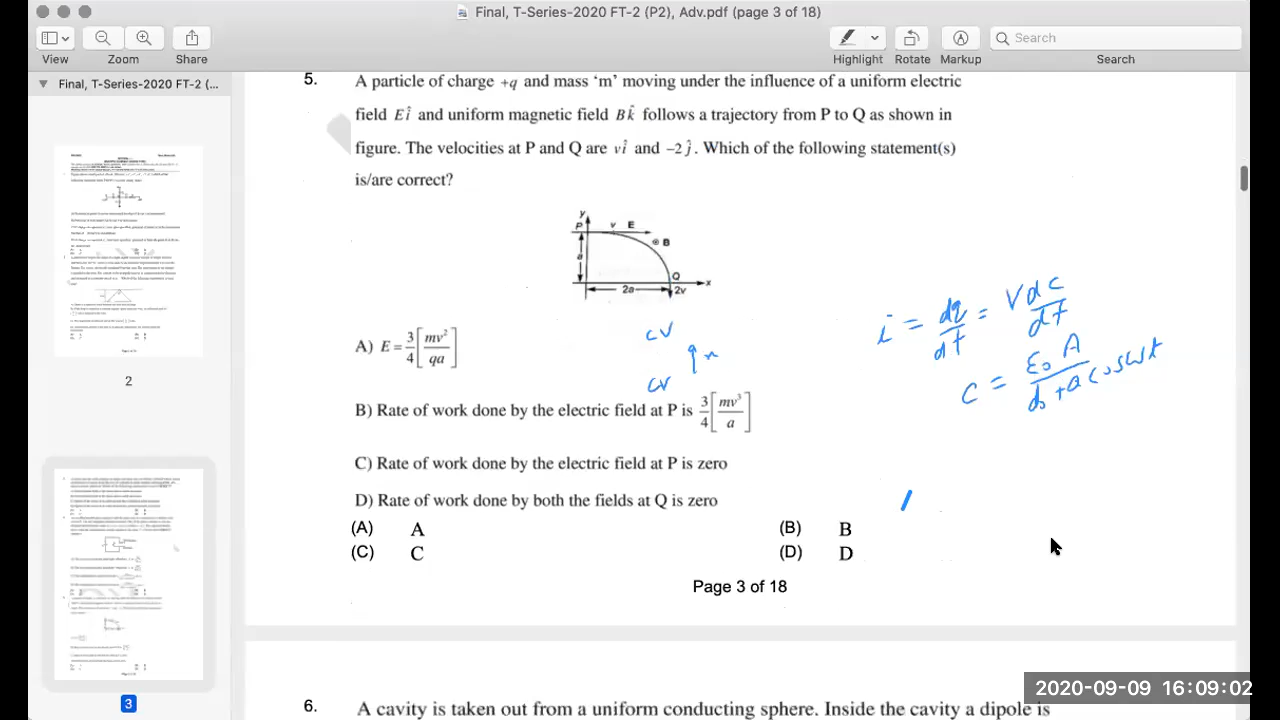 Final, T-Series-2020 FT-2 (P2), Adv.pdf (page 3 of 18)
View
Zoom
Share
Highlight
Rotate
Markup
Search
Search
Final, T-Series-2020 FT-2 (...
2
3
5. A particle of charge +q and mass ‘m’ moving under the influence of a uniform electric
field E î and uniform magnetic field B k̂ follows a trajectory from P to Q as shown in
figure. The velocities at P and Q are v î and −2 ĵ . Which of the following statement(s)
is/are correct?
y
P v E
B
a
Q
x
2a 2v
A) E = 3/4 [mv²/qa]
B) Rate of work done by the electric field at P is 3/4 [mv³/a]
C) Rate of work done by the electric field at P is zero
D) Rate of work done by both the fields at Q is zero
(A) A (B) B
(C) C (D) D
Page 3 of 18
CV
CV
i = dq/dt = V dC/dt
C = ε₀ A / d₀ + a cos ωt
6. A cavity is taken out from a uniform conducting sphere. Inside the cavity a dipole is
2020-09-09 16:09:02